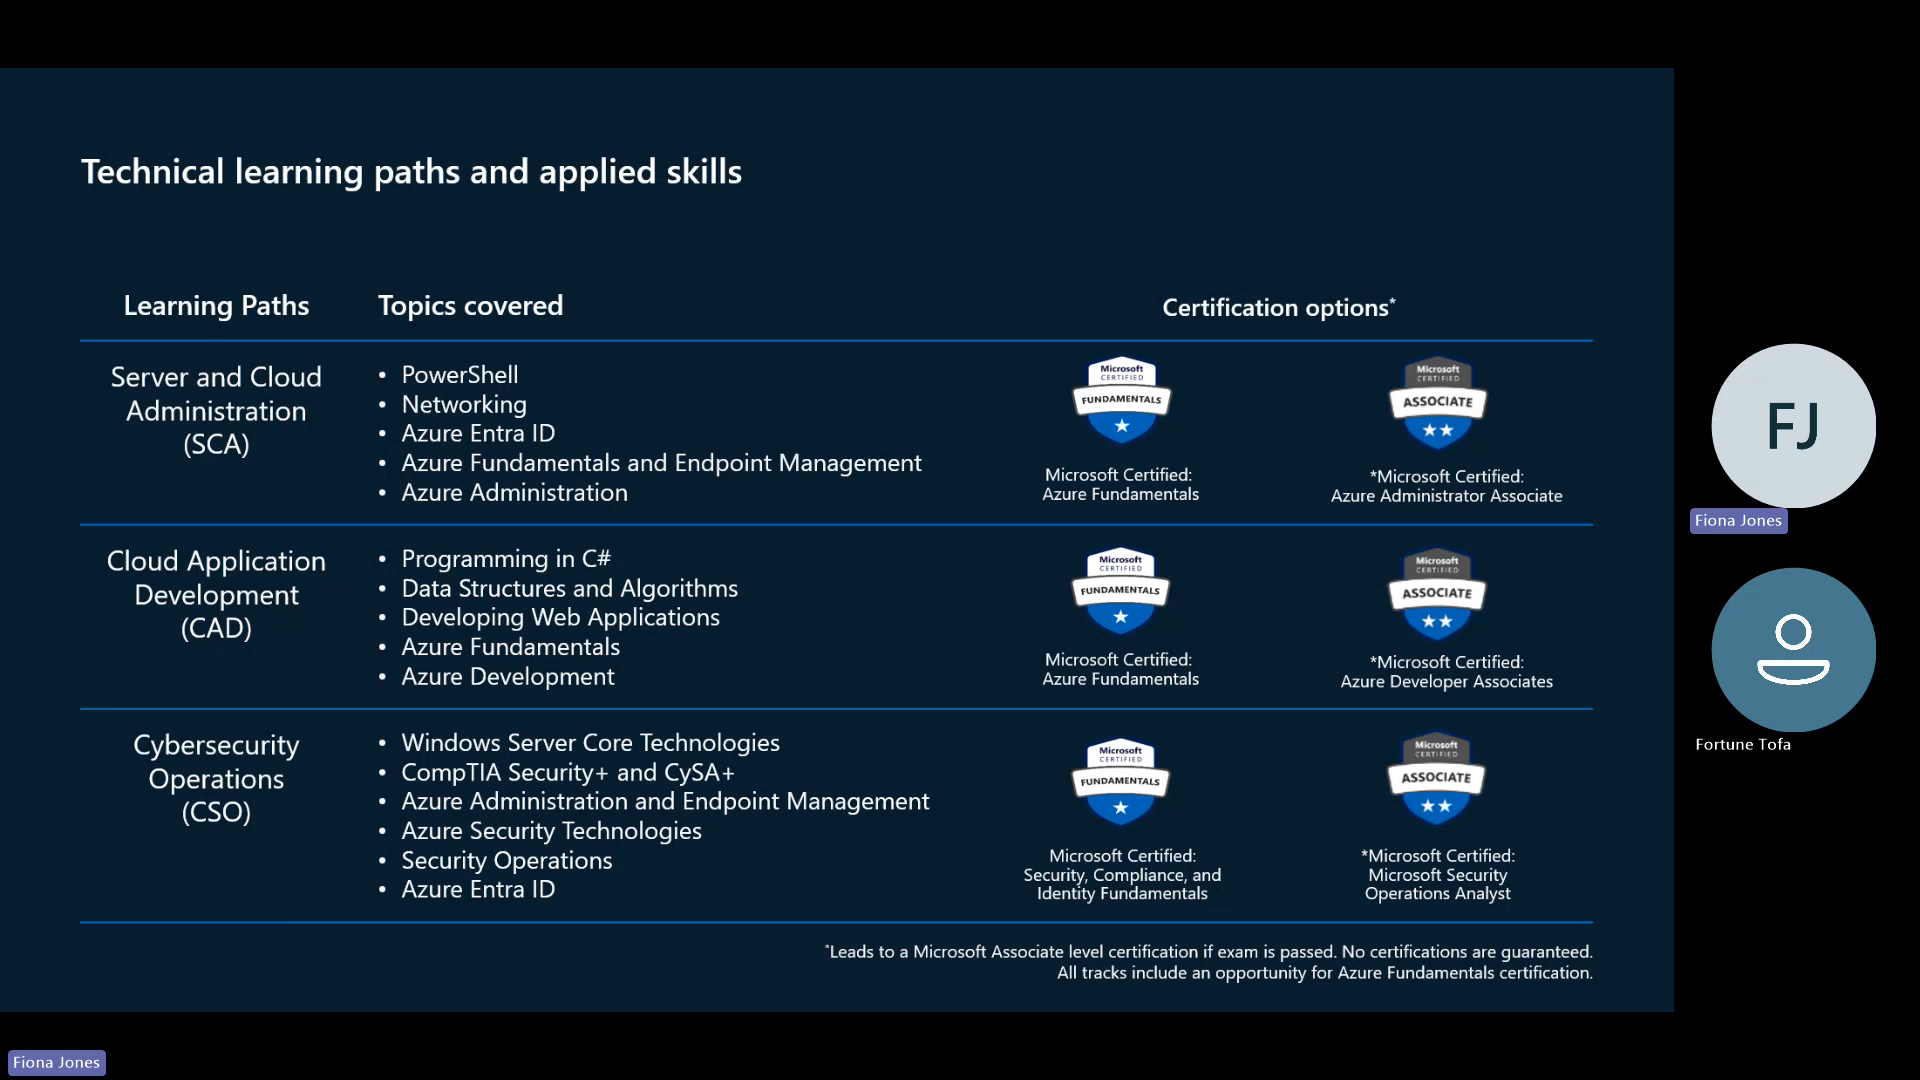 Technical learning paths and applied skills
Learning Paths
Topics covered
Certification options*
Server and Cloud
Administration
(SCA)
• PowerShell
• Networking
• Azure Entra ID
• Azure Fundamentals and Endpoint Management
• Azure Administration
Microsoft
CERTIFIED
FUNDAMENTALS
Microsoft Certified:
Azure Fundamentals
Microsoft
CERTIFIED
ASSOCIATE
*Microsoft Certified:
Azure Administrator Associate
Cloud Application
Development
(CAD)
• Programming in C#
• Data Structures and Algorithms
• Developing Web Applications
• Azure Fundamentals
• Azure Development
Microsoft
CERTIFIED
FUNDAMENTALS
Microsoft Certified:
Azure Fundamentals
Microsoft
CERTIFIED
ASSOCIATE
*Microsoft Certified:
Azure Developer Associates
Cybersecurity
Operations
(CSO)
• Windows Server Core Technologies
• CompTIA Security+ and CySA+
• Azure Administration and Endpoint Management
• Azure Security Technologies
• Security Operations
• Azure Entra ID
Microsoft
CERTIFIED
FUNDAMENTALS
Microsoft Certified:
Security, Compliance, and
Identity Fundamentals
Microsoft
CERTIFIED
ASSOCIATE
*Microsoft Certified:
Microsoft Security
Operations Analyst
*Leads to a Microsoft Associate level certification if exam is passed. No certifications are guaranteed.
All tracks include an opportunity for Azure Fundamentals certification.
FJ
Fiona Jones
Fortune Tofa
Fiona Jones